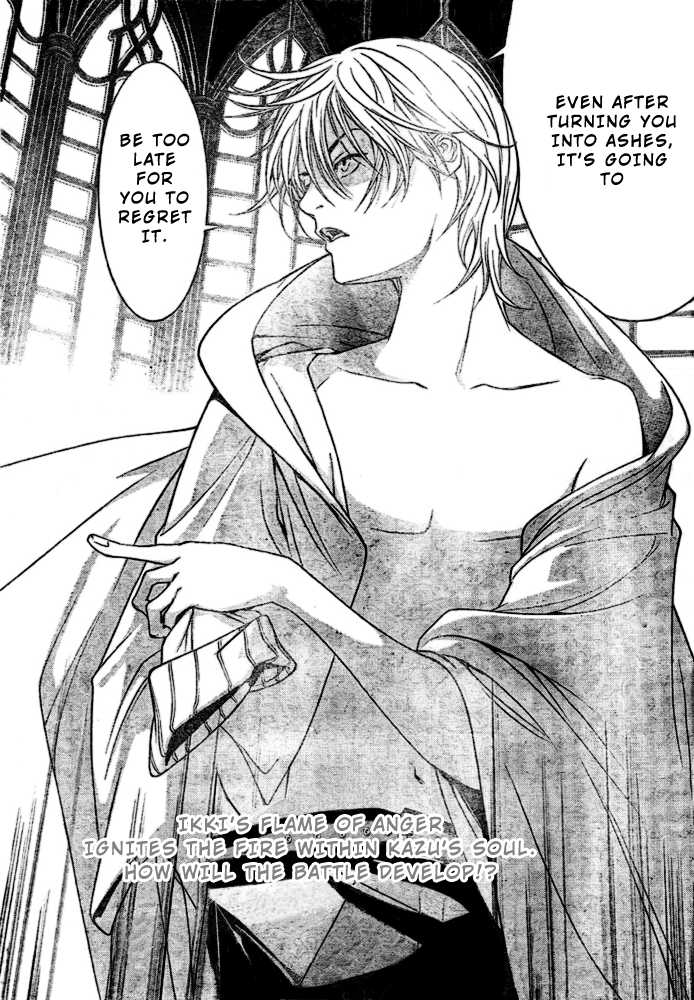 EVEN AFTER
TURNING YOU
INTO ASHES,
IT'S GOING
TO
BE TOO
LATE
FOR
YOU TO
REGRET
IT.
IKKI'S FLAME OF ANGER
IGNITES THE FIRE WITHIN KAZU'S SOUL.
HOW WILL THE BATTLE DEVELOP!?